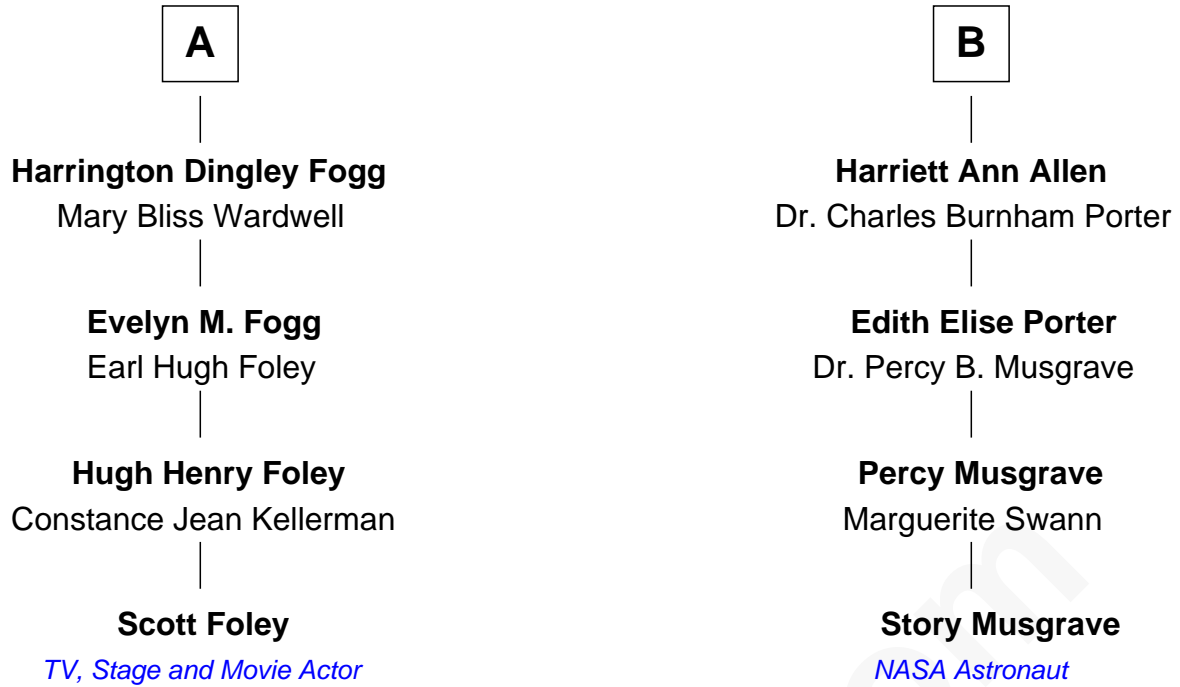 A
Harrington Dingley Fogg
Mary Bliss Wardwell
Evelyn M. Fogg
Earl Hugh Foley
Hugh Henry Foley
Constance Jean Kellerman
Scott Foley
TV, Stage and Movie Actor
B
Harriett Ann Allen
Dr. Charles Burnham Porter
Edith Elise Porter
Dr. Percy B. Musgrave
Percy Musgrave
Marguerite Swann
Story Musgrave
NASA Astronaut